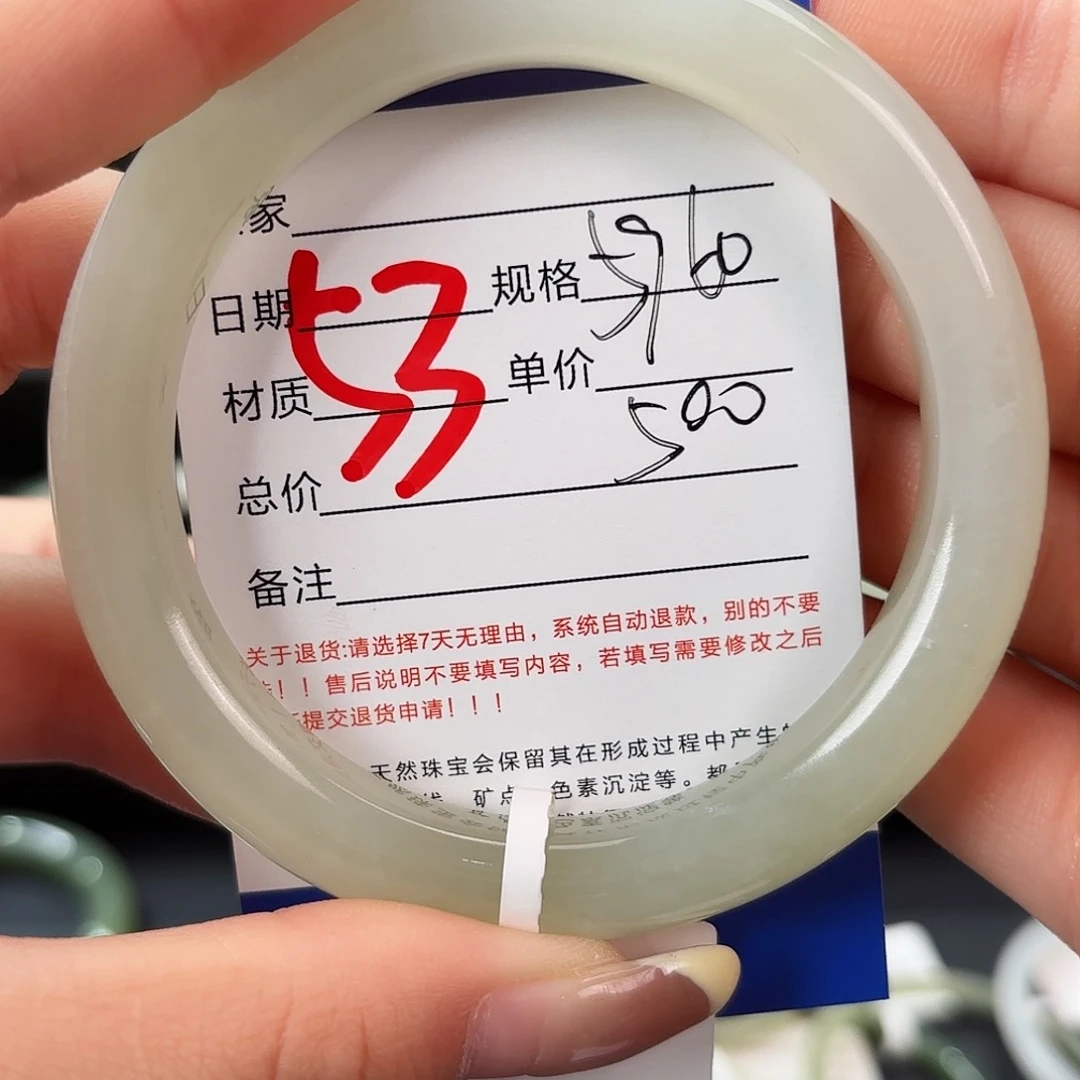 家
日期 规格 5960
材质 单价
500
总价
备注
关于退货:请选择7天无理由，系统自动退款，别的不要
！！售后说明不要填写内容，若填写需要修改之后
提交退货申请！！！
天然珠宝会保留其在形成过程中产生
矿点 色素沉淀等。都